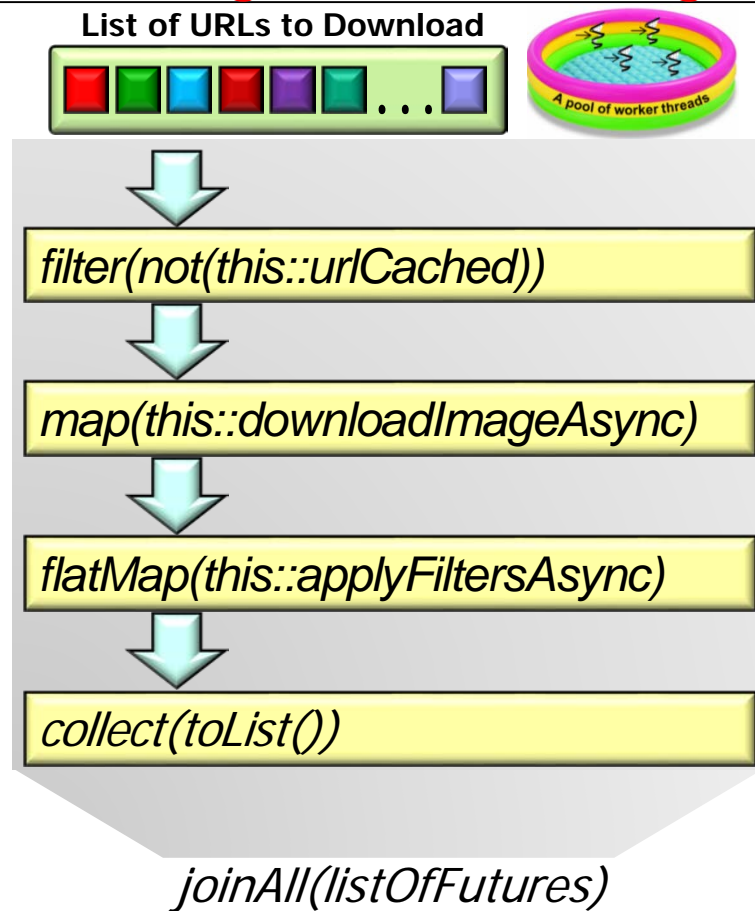 List of URLs to Download
A pool of worker threads
. . .
filter(not(this::urlCached))
map(this::downloadImageAsync)
flatMap(this::applyFiltersAsync)
collect(toList())
joinAll(listOfFutures)